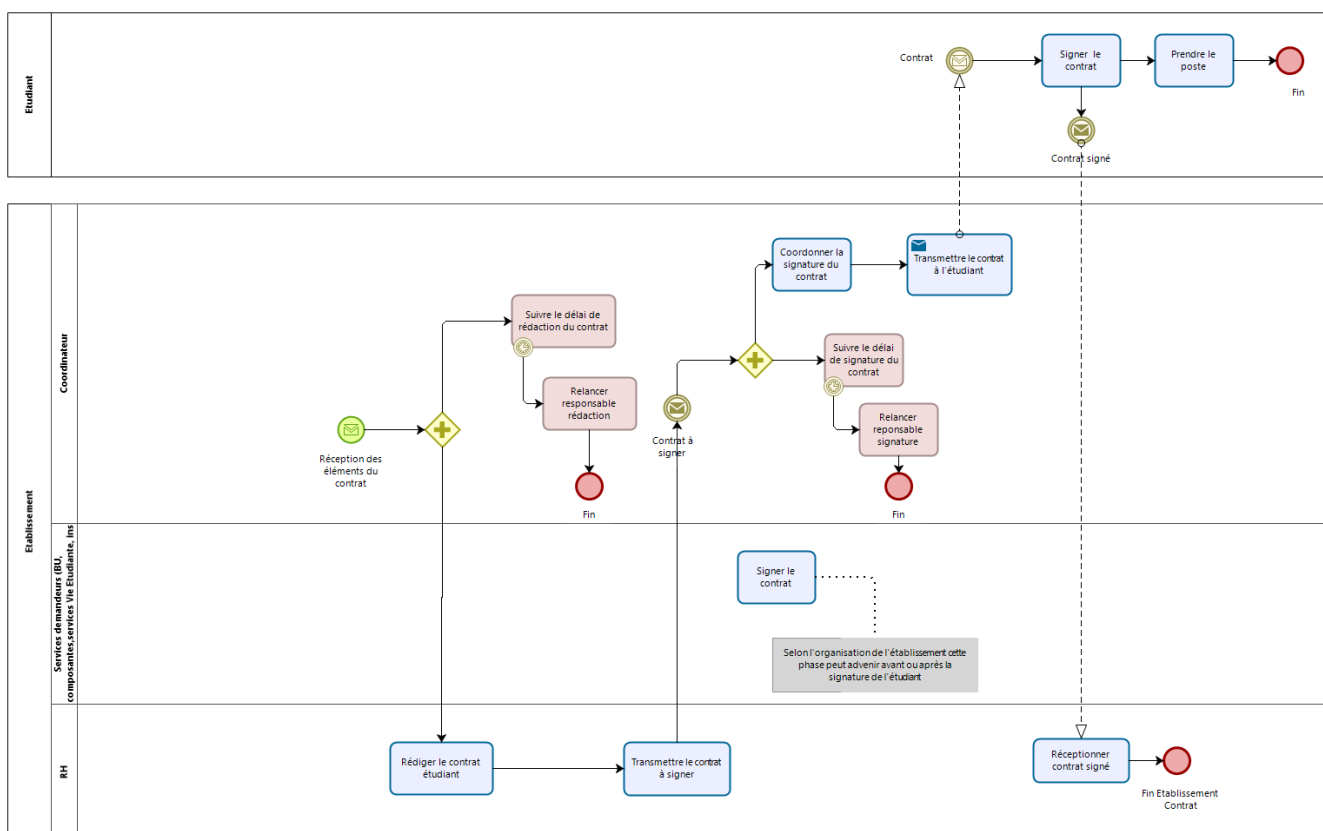 Etudiant
Contrat
Signer le
contrat
Prendre le
poste
Fin
Contrat signé
Etablissement
Coordinateur
Coordonner la
signature du
contrat
Transmettre le contrat
à l'étudiant
Suivre le délai de
rédaction du contrat
Suivre le délai
de signature du
contrat
Relancer
responsable
rédaction
Contrat à
signer
Relancer
reponsable
signature
Réception des
éléments du
contrat
Fin
Fin
Services demandeurs (BU,
composantes,services Vie Etudiante, ins
Signer le
contrat
Selon l'organisation de l'établissement cette
phase peut advenir avant ou après la
signature de l'étudiant
RH
Rédiger le contrat
étudiant
Transmettre le contrat
à signer
Réceptionner
contrat signé
Fin Etablissement
Contrat